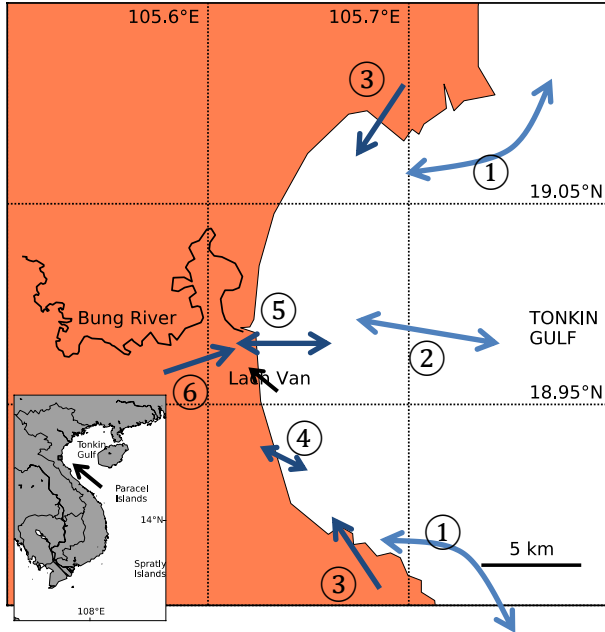 105.6°E
105.7°E
③
①
19.05°N
⑤
Bung River
TONKIN
GULF
②
⑥
Lach Van
18.95°N
④
Tonkin
Gulf
Paracel
Islands
14°N
①
5 km
③
Spratly
Islands
108°E